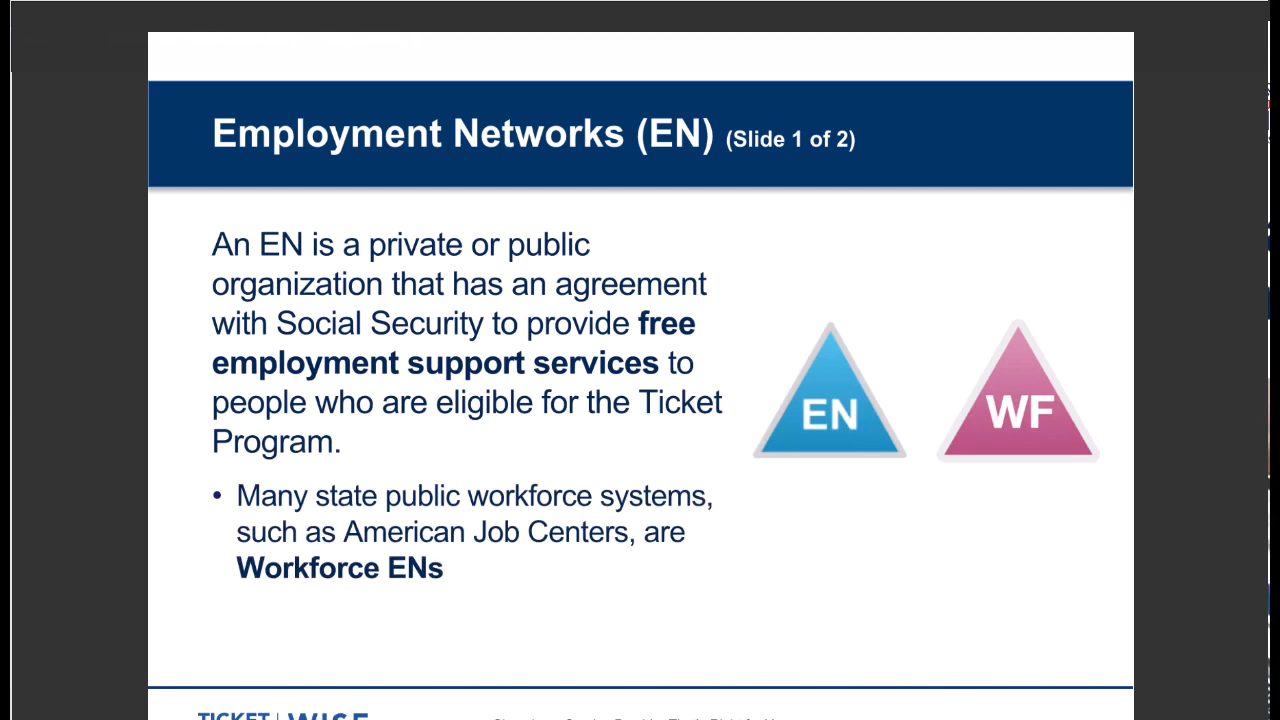 Employment Networks (EN) (Slide 1 of 2)
An EN is a private or public
organization that has an agreement
with Social Security to provide free
employment support services to
people who are eligible for the Ticket
Program.
• Many state public workforce systems,
such as American Job Centers, are
Workforce ENs
EN
WF
TICKET | WISE